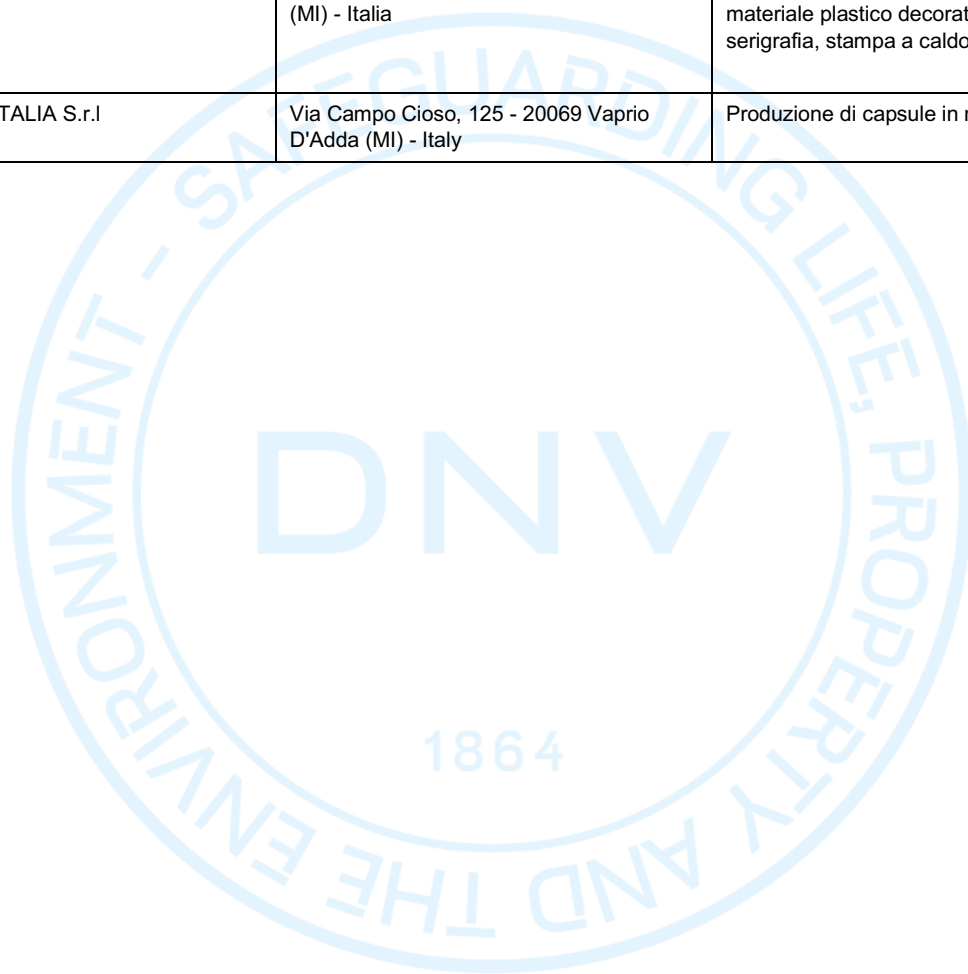 (MI) - Italia
materiale plastico
serigrafia, stampa a caldo
TALIA S.r.l
Via Campo Cioso, 125 - 20069 Vaprio
D'Adda (MI) - Italy
Produzione di capsule in
SAFEGUARDING LIFE, PROPERTY AND THE ENVIRONMENT -
DNV
1864